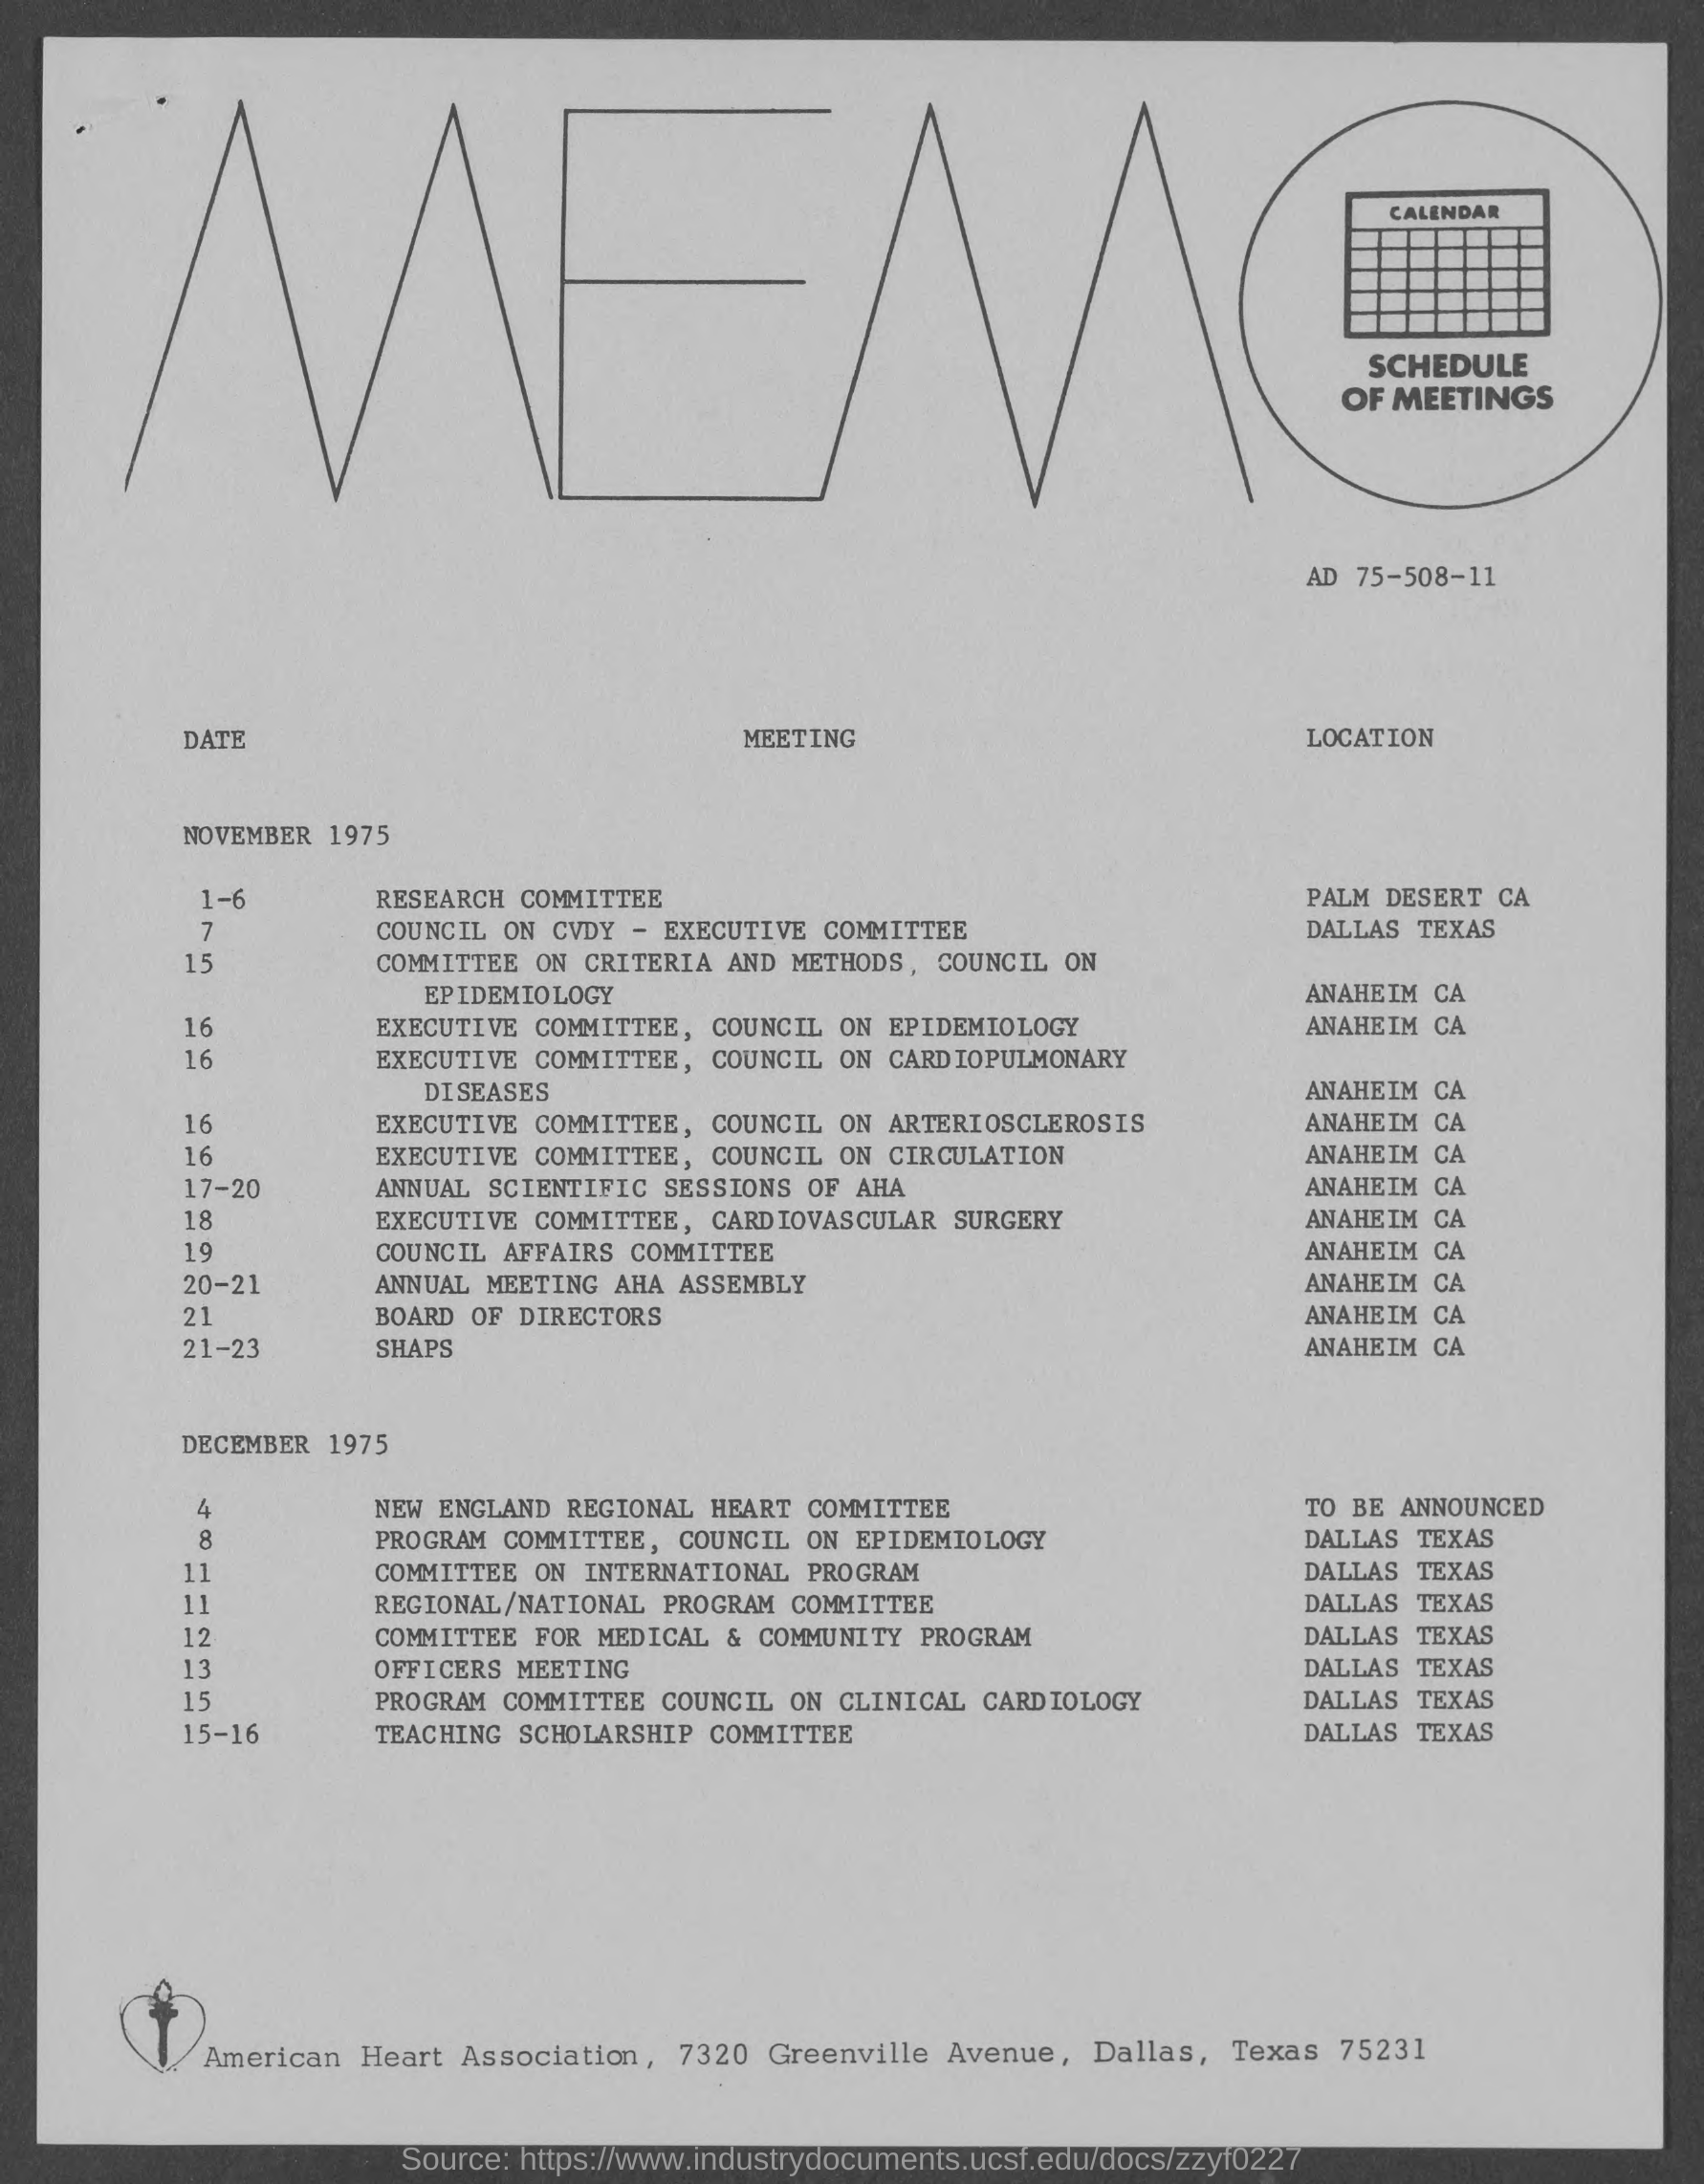 MEMO
CALENDAR
SCHEDULE
OF MEETINGS
AD 75-508-11
DATE MEETING LOCATION
NOVEMBER 1975
1-6 RESEARCH COMMITTEE PALM DESERT CA
7 COUNCIL ON CVDY - EXECUTIVE COMMITTEE DALLAS TEXAS
15 COMMITTEE ON CRITERIA AND METHODS, COUNCIL ON
EPIDEMIOLOGY ANAHEIM CA
16 EXECUTIVE COMMITTEE, COUNCIL ON EPIDEMIOLOGY ANAHEIM CA
16 EXECUTIVE COMMITTEE, COUNCIL ON CARDIOPULMONARY
DISEASES ANAHEIM CA
16 EXECUTIVE COMMITTEE, COUNCIL ON ARTERIOSCLEROSIS ANAHEIM CA
16 EXECUTIVE COMMITTEE, COUNCIL ON CIRCULATION ANAHEIM CA
17-20 ANNUAL SCIENTIFIC SESSIONS OF AHA ANAHEIM CA
18 EXECUTIVE COMMITTEE, CARDIOVASCULAR SURGERY ANAHEIM CA
19 COUNCIL AFFAIRS COMMITTEE ANAHEIM CA
20-21 ANNUAL MEETING AHA ASSEMBLY ANAHEIM CA
21 BOARD OF DIRECTORS ANAHEIM CA
21-23 SHAPS ANAHEIM CA
DECEMBER 1975
4 NEW ENGLAND REGIONAL HEART COMMITTEE TO BE ANNOUNCED
8 PROGRAM COMMITTEE, COUNCIL ON EPIDEMIOLOGY DALLAS TEXAS
11 COMMITTEE ON INTERNATIONAL PROGRAM DALLAS TEXAS
11 REGIONAL/NATIONAL PROGRAM COMMITTEE DALLAS TEXAS
12 COMMITTEE FOR MEDICAL & COMMUNITY PROGRAM DALLAS TEXAS
13 OFFICERS MEETING DALLAS TEXAS
15 PROGRAM COMMITTEE COUNCIL ON CLINICAL CARDIOLOGY DALLAS TEXAS
15-16 TEACHING SCHOLARSHIP COMMITTEE DALLAS TEXAS
American Heart Association, 7320 Greenville Avenue, Dallas, Texas 75231
Source: https://www.industrydocuments.ucsf.edu/docs/zzyf0227